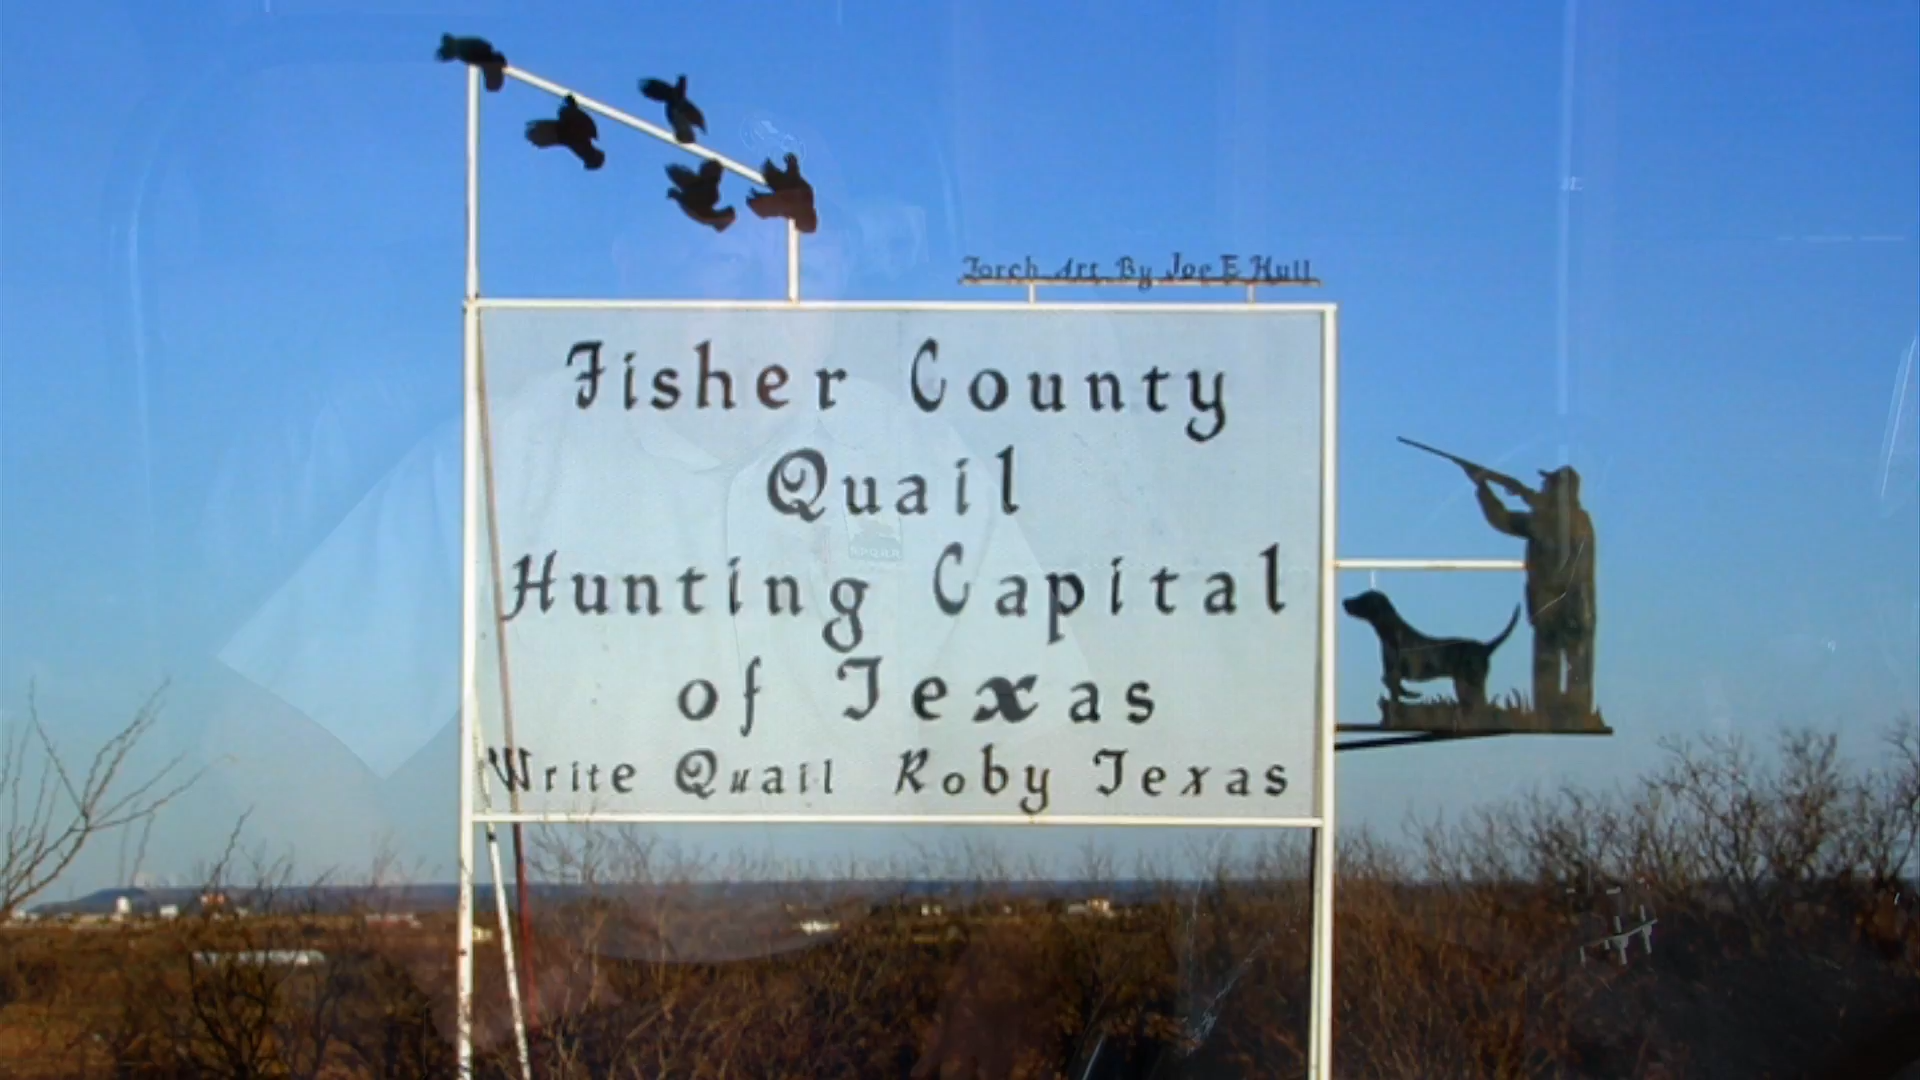 Torch Art By Joe E Hull
Fisher County
Quail
Hunting Capital
of Texas
Write Quail Roby Texas